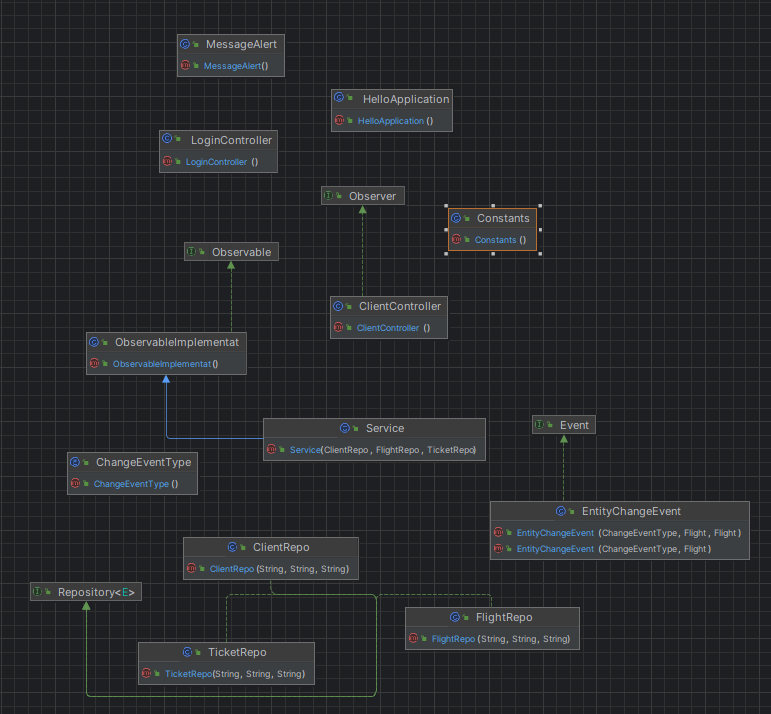 MessageAlert
MessageAlert()
HelloApplication
HelloApplication ()
LoginController
LoginController ()
Observer
Constants
Constants ()
Observable
ClientController
ClientController ()
ObservableImplementat
ObservableImplementat()
Service
Service(ClientRepo, FlightRepo, TicketRepo)
Event
ChangeEventType
ChangeEventType ()
EntityChangeEvent
EntityChangeEvent (ChangeEventType, Flight, Flight)
EntityChangeEvent (ChangeEventType, Flight)
ClientRepo
ClientRepo (String, String, String)
Repository<E>
FlightRepo
FlightRepo (String, String, String)
TicketRepo
TicketRepo(String, String, String)